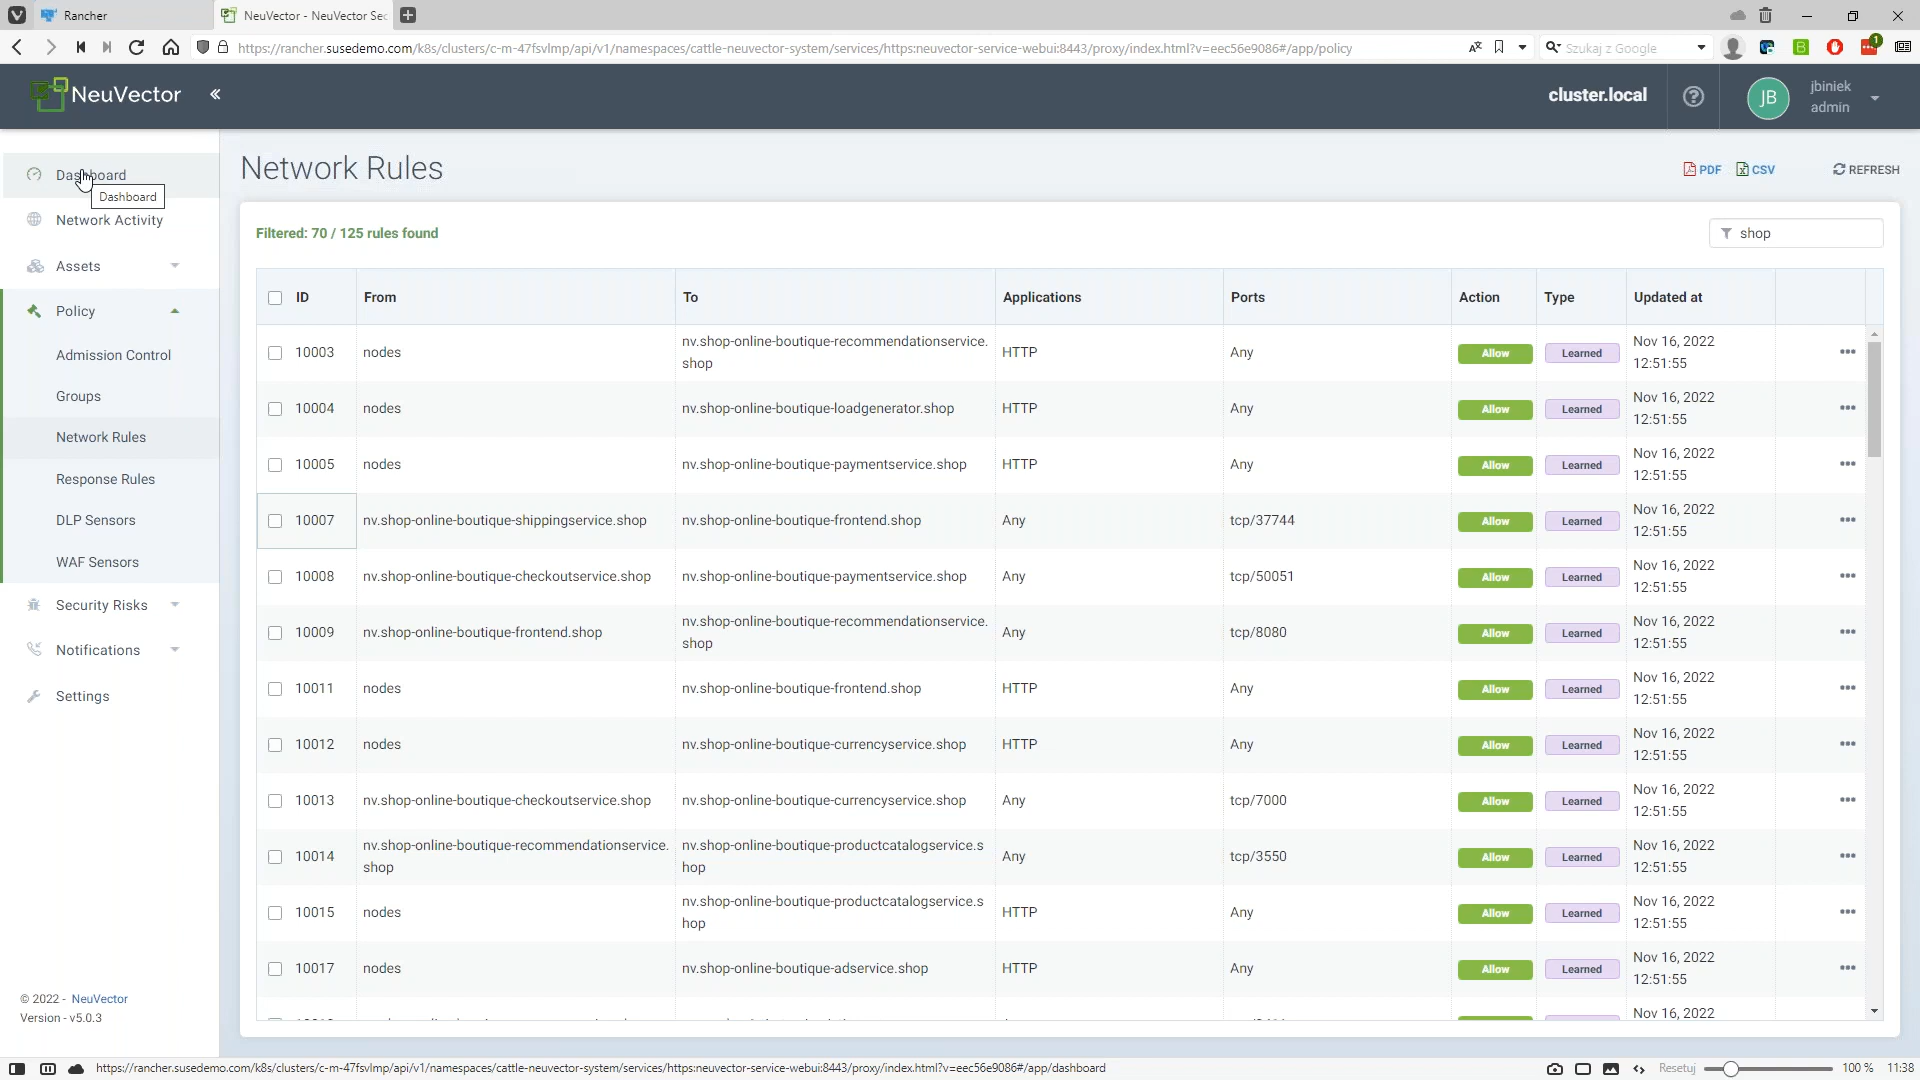 Rancher
NeuVector - NeuVector Sec
https://rancher.susedemo.com/k8s/clusters/c-m-47fsvlmp/api/v1/namespaces/cattle-neuvector-system/services/https:neuvector-service-webui:8443/proxy/index.html?v=eec56e9086#/app/policy
Szukaj z Google
1
NeuVector
«
cluster.local
JB
jbiniek
admin
Dashboard
Dashboard
Network Activity
Assets
Policy
Admission Control
Groups
Network Rules
Response Rules
DLP Sensors
WAF Sensors
Security Risks
Notifications
Settings
© 2022 - NeuVector
Version - v5.0.3
Network Rules
PDF
CSV
REFRESH
Filtered: 70 / 125 rules found
shop
ID From To Applications Ports Action Type Updated at
10003 nodes nv.shop-online-boutique-recommendationservice. HTTP Any Allow Learned Nov 16, 2022
shop 12:51:55
10004 nodes nv.shop-online-boutique-loadgenerator.shop HTTP Any Allow Learned Nov 16, 2022
12:51:55
10005 nodes nv.shop-online-boutique-paymentservice.shop HTTP Any Allow Learned Nov 16, 2022
12:51:55
10007 nv.shop-online-boutique-shippingservice.shop nv.shop-online-boutique-frontend.shop Any tcp/37744 Allow Learned Nov 16, 2022
12:51:55
10008 nv.shop-online-boutique-checkoutservice.shop nv.shop-online-boutique-paymentservice.shop Any tcp/50051 Allow Learned Nov 16, 2022
12:51:55
10009 nv.shop-online-boutique-frontend.shop nv.shop-online-boutique-recommendationservice. Any tcp/8080 Allow Learned Nov 16, 2022
shop 12:51:55
10011 nodes nv.shop-online-boutique-frontend.shop HTTP Any Allow Learned Nov 16, 2022
12:51:55
10012 nodes nv.shop-online-boutique-currencyservice.shop HTTP Any Allow Learned Nov 16, 2022
12:51:55
10013 nv.shop-online-boutique-checkoutservice.shop nv.shop-online-boutique-currencyservice.shop Any tcp/7000 Allow Learned Nov 16, 2022
12:51:55
10014 nv.shop-online-boutique-recommendationservice. nv.shop-online-boutique-productcatalogservice.s Any tcp/3550 Allow Learned Nov 16, 2022
shop hop 12:51:55
10015 nodes nv.shop-online-boutique-productcatalogservice.s HTTP Any Allow Learned Nov 16, 2022
hop 12:51:55
10017 nodes nv.shop-online-boutique-adservice.shop HTTP Any Allow Learned Nov 16, 2022
12:51:55
Nov 16, 2022
https://rancher.susedemo.com/k8s/clusters/c-m-47fsvlmp/api/v1/namespaces/cattle-neuvector-system/services/https:neuvector-service-webui:8443/proxy/index.html?v=eec56e9086#/app/dashboard
Resetuj
100 %
11:38